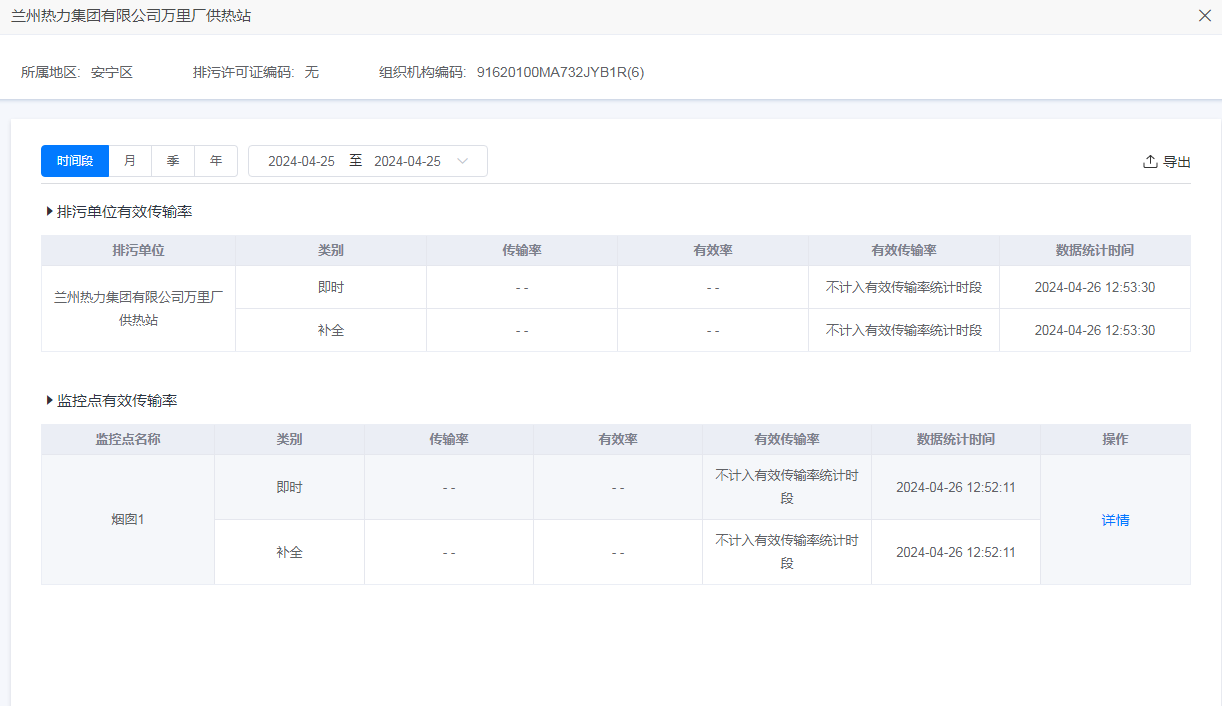 兰州热力集团有限公司万里厂供热站
所属地区: 安宁区 排污许可证编码: 无 组织机构编码: 91620100MA732JYB1R(6)
时间段 月 季 年 2024-04-25 至 2024-04-25 导出
排污单位有效传输率
排污单位 类别 传输率 有效率 有效传输率 数据统计时间
兰州热力集团有限公司万里厂
供热站
即时 - - - - 不计入有效传输率统计时段 2024-04-26 12:53:30
补全 - - - - 不计入有效传输率统计时段 2024-04-26 12:53:30
监控点有效传输率
监控点名称 类别 传输率 有效率 有效传输率 数据统计时间 操作
烟囱1
即时 - - - - 不计入有效传输率统计时
段
2024-04-26 12:52:11
补全 - - - - 不计入有效传输率统计时
段
2024-04-26 12:52:11
详情